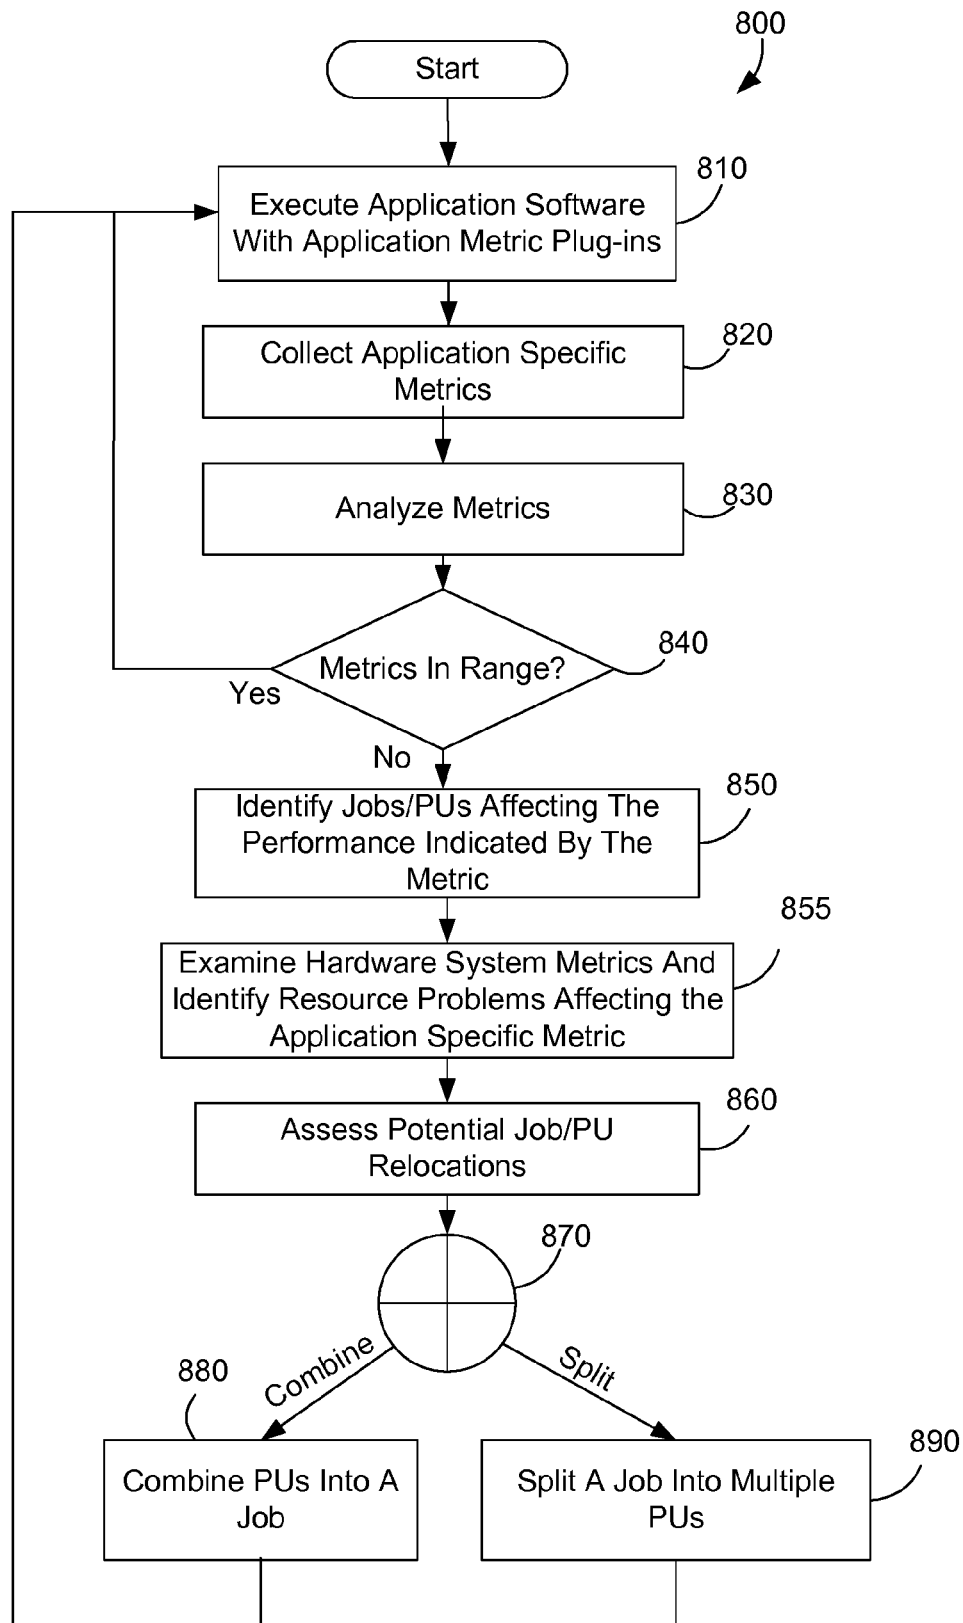 800
Start
810
Execute Application Software
With Application Metric Plug-ins
820
Collect Application Specific
Metrics
830
Analyze Metrics
840
Metrics In Range?
Yes
No
850
Identify Jobs/PUs Affecting The
Performance Indicated By The
Metric
855
Examine Hardware System Metrics And
Identify Resource Problems Affecting the
Application Specific Metric
860
Assess Potential Job/PU
Relocations
870
Combine
Split
880
Combine PUs Into A
Job
890
Split A Job Into Multiple
PUs